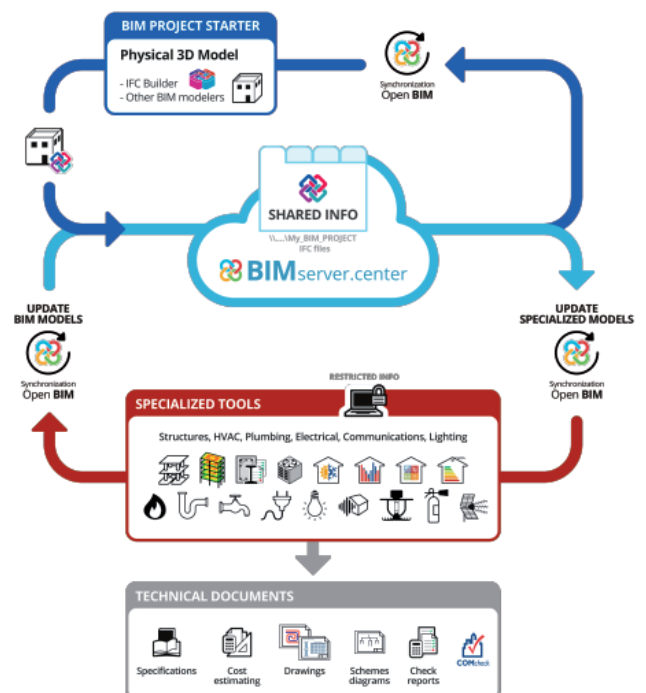 BIM PROJECT STARTER
Physical 3D Model
- IFC Builder
- Other BIM modelers
Synchronization
Open BIM
SHARED INFO
\\...\My_BIM_PROJECT
IFC files
BIMserver.center
UPDATE
BIM MODELS
Synchronization
Open BIM
UPDATE
SPECIALIZED MODELS
Synchronization
Open BIM
RESTRICTED INFO
SPECIALIZED TOOLS
Structures, HVAC, Plumbing, Electrical, Communications, Lighting
TECHNICAL DOCUMENTS
Specifications
Cost
estimating
Drawings
Schemes
diagrams
Check
reports
COMcheck